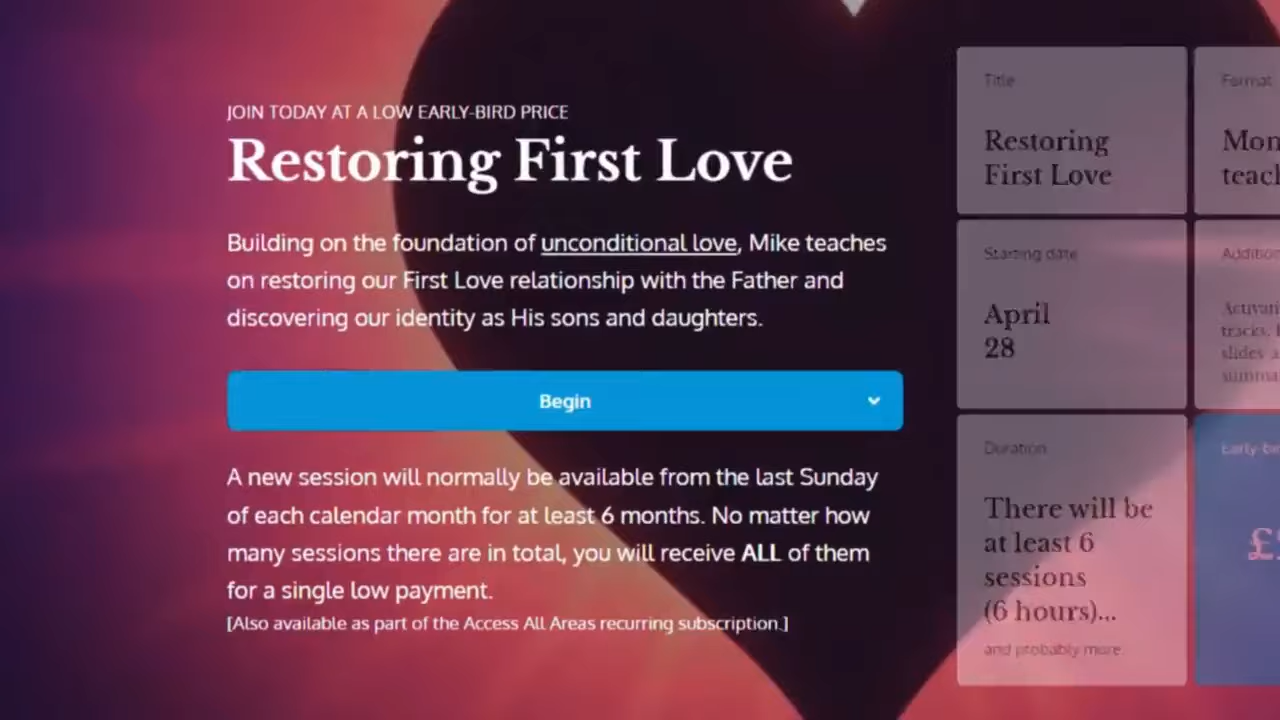 JOIN TODAY AT A LOW EARLY-BIRD PRICE
Restoring First Love
Building on the foundation of unconditional love, Mike teaches
on restoring our First Love relationship with the Father and
discovering our identity as His sons and daughters.
Begin
A new session will normally be available from the last Sunday
of each calendar month for at least 6 months. No matter how
many sessions there are in total, you will receive ALL of them
for a single low payment.
[Also available as part of the Access All Areas recurring subscription.]
Title
Restoring
First Love
Format
Starting date
April
28
slides
Duration
There will be
at least 6
sessions
(6 hours)...
and probably more
£